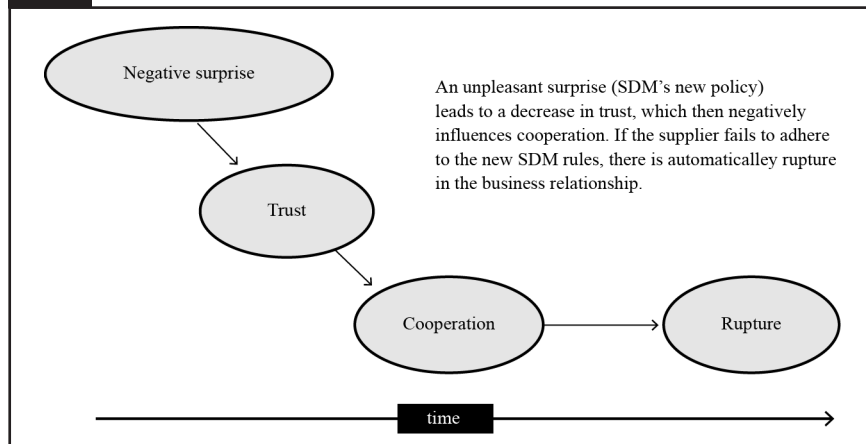 Negative surprise
An unpleasant surprise (SDM’s new policy)
leads to a decrease in trust, which then negatively
influences cooperation. If the supplier fails to adhere
to the new SDM rules, there is automaticalley rupture
in the business relationship.
Trust
Cooperation
Rupture
time